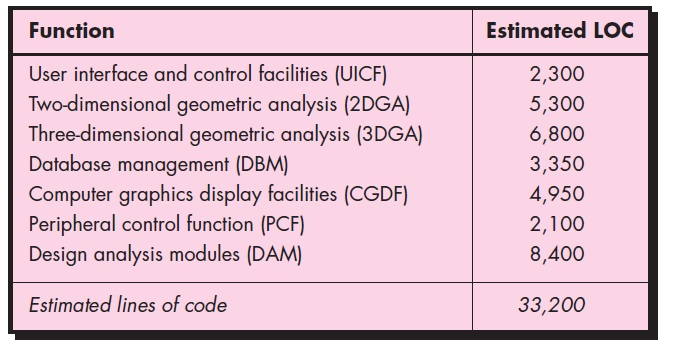 Function Estimated LOC
User interface and control facilities (UICF) 2,300
Two-dimensional geometric analysis (2DGA) 5,300
Three-dimensional geometric analysis (3DGA) 6,800
Database management (DBM) 3,350
Computer graphics display facilities (CGDF) 4,950
Peripheral control function (PCF) 2,100
Design analysis modules (DAM) 8,400
Estimated lines of code 33,200